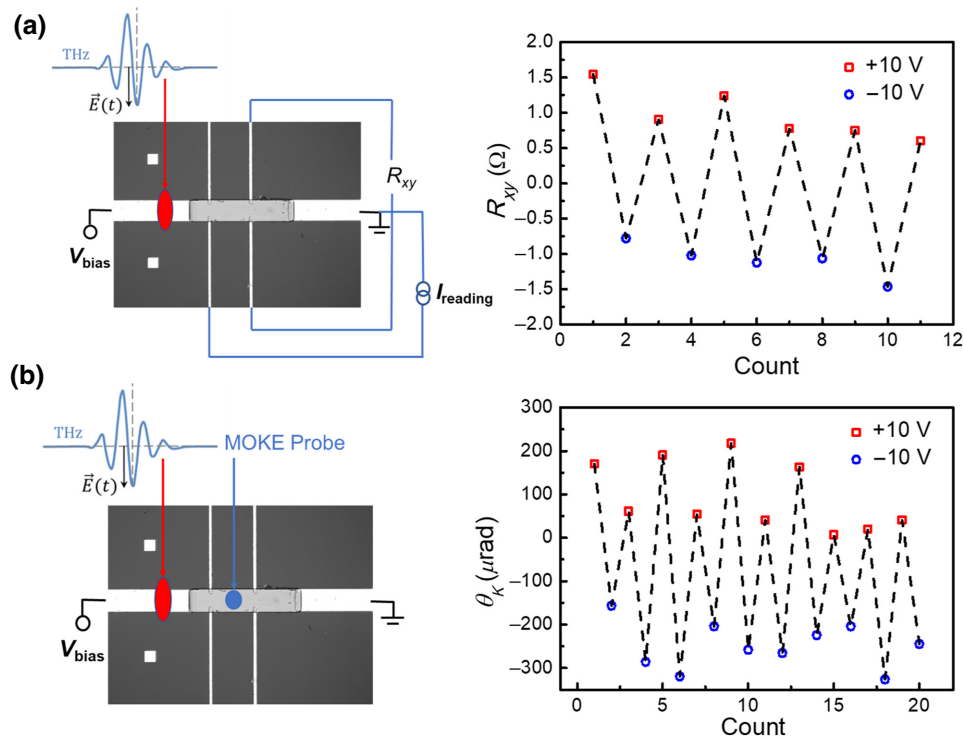 (a)
THz
E⃗(t)
R_xy
V_bias
I_reading
2.0
1.5
1.0
0.5
0.0
−0.5
−1.0
−1.5
−2.0
R_xy (Ω)
+10 V
−10 V
0 2 4 6 8 10 12
Count
(b)
THz
E⃗(t)
MOKE Probe
V_bias
300
200
100
0
−100
−200
−300
θ_K (μrad)
+10 V
−10 V
0 5 10 15 20
Count